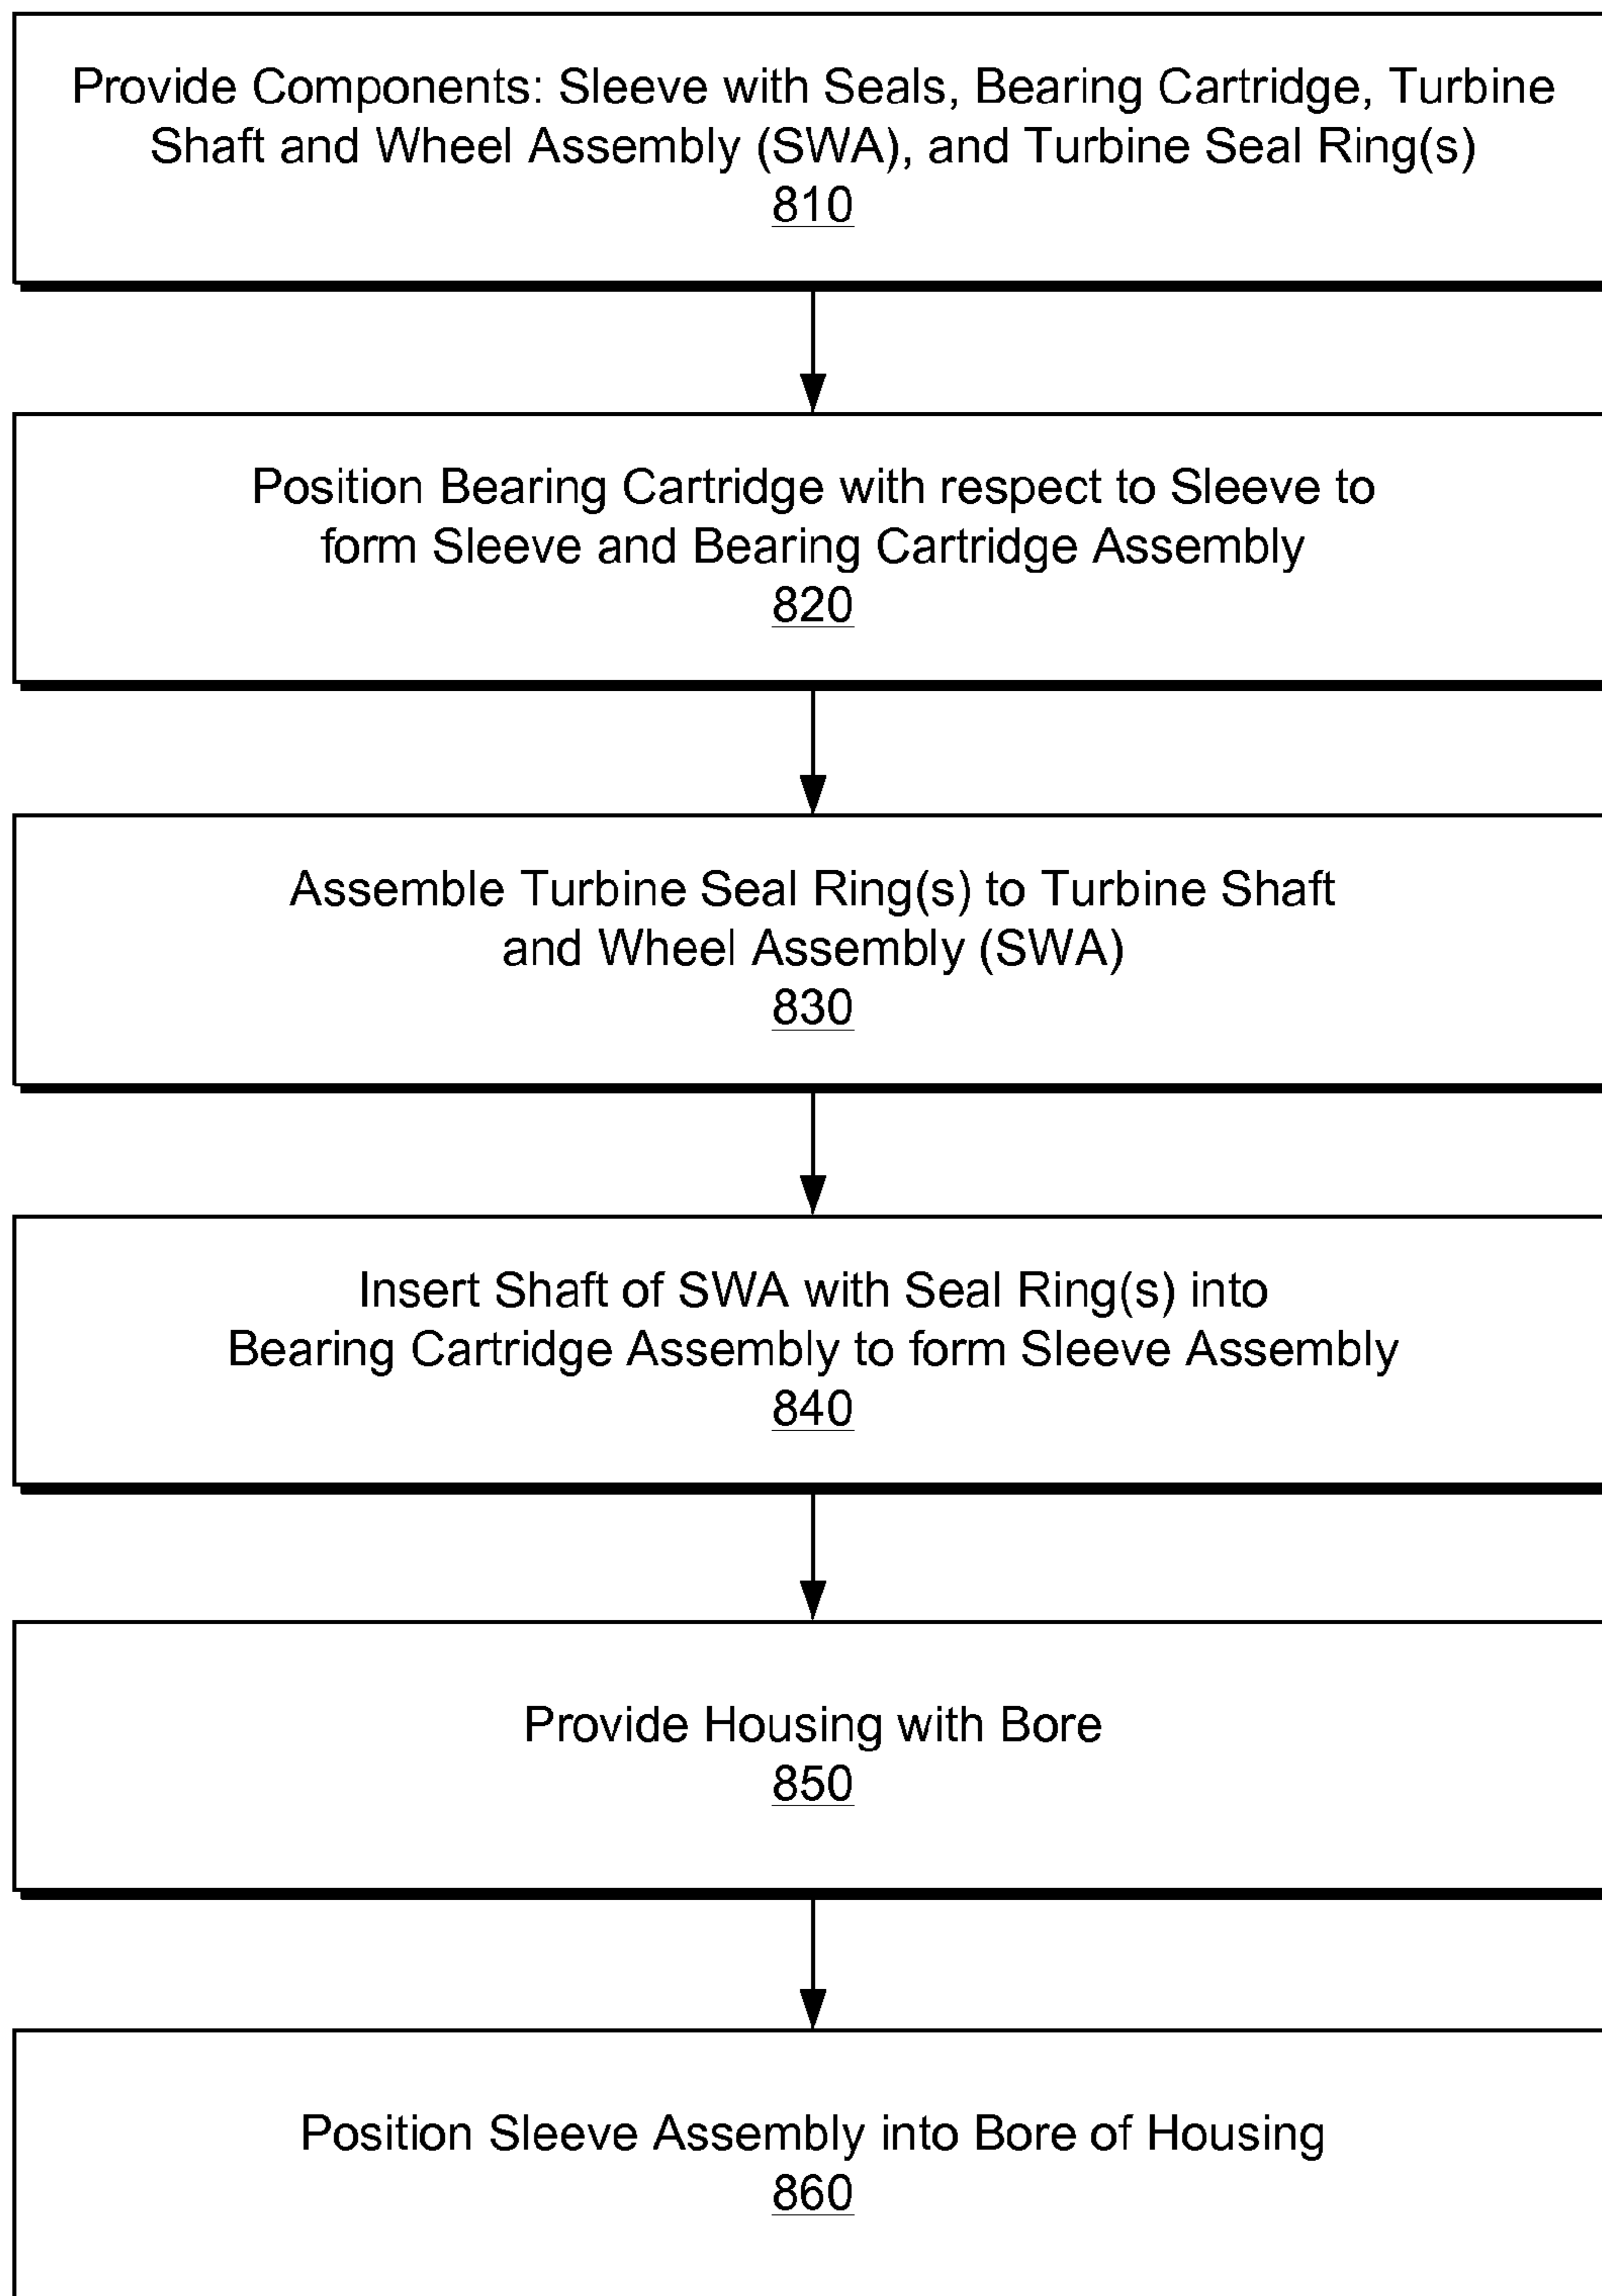 Provide Components: Sleeve with Seals, Bearing Cartridge, Turbine
Shaft and Wheel Assembly (SWA), and Turbine Seal Ring(s)
810
Position Bearing Cartridge with respect to Sleeve to
form Sleeve and Bearing Cartridge Assembly
820
Assemble Turbine Seal Ring(s) to Turbine Shaft
and Wheel Assembly (SWA)
830
Insert Shaft of SWA with Seal Ring(s) into
Bearing Cartridge Assembly to form Sleeve Assembly
840
Provide Housing with Bore
850
Position Sleeve Assembly into Bore of Housing
860